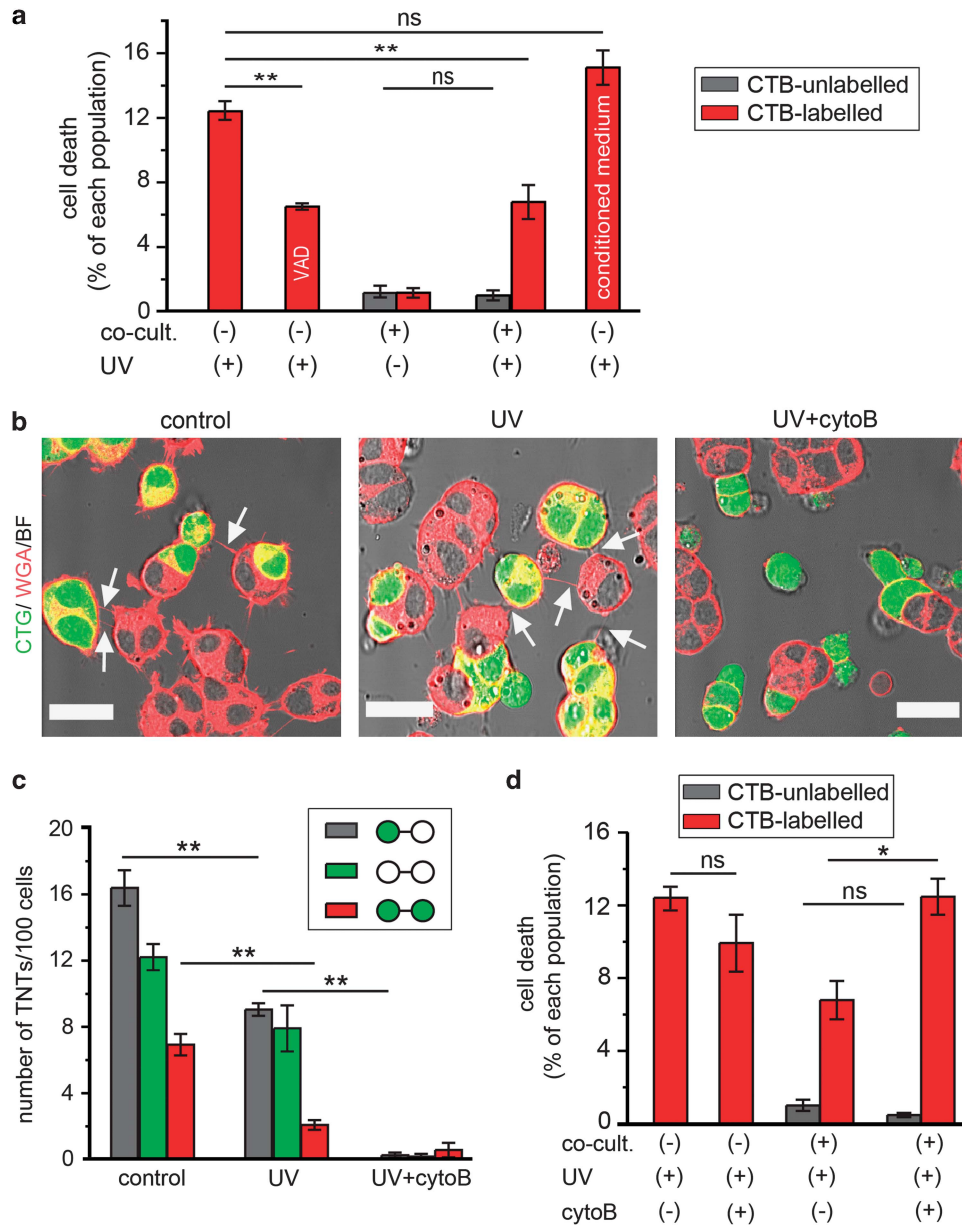 a
ns
**
**
ns
16
12
8
4
0
cell death
(% of each population)
VAD
conditioned medium
CTB-unlabelled
CTB-labelled
co-cult. (-) (-) (+) (+) (-)
UV (+) (+) (-) (+) (+)
b
control UV UV+cytoB
CTG/ WGA/BF
c
20
16
12
8
4
0
number of TNTs/100 cells
**
**
**
control UV UV+cytoB
d
CTB-unlabelled
CTB-labelled
16
12
8
4
0
cell death
(% of each population)
ns
*
ns
co-cult. (-) (-) (+) (+)
UV (+) (+) (+) (+)
cytoB (-) (+) (-) (+)